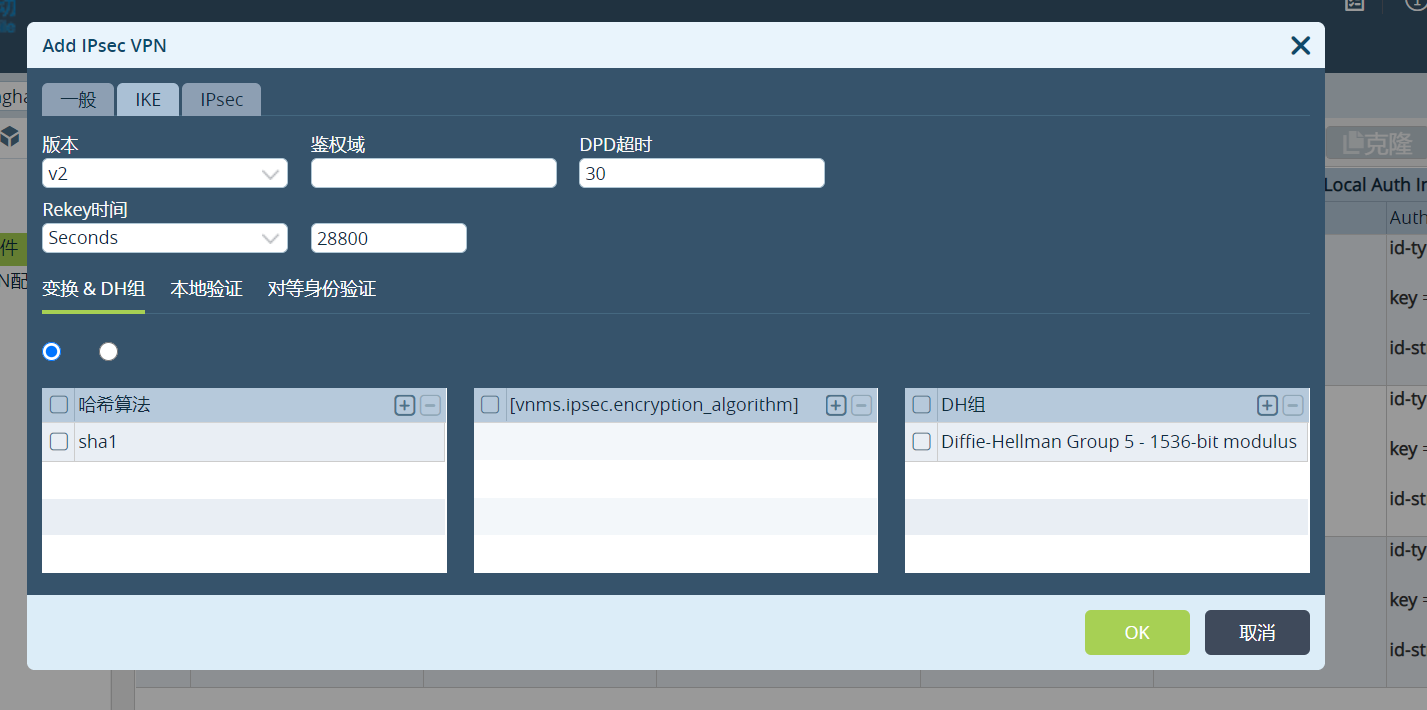 Add IPsec VPN
一般 IKE IPsec
版本 鉴权域 DPD超时
v2 30
Rekey时间
Seconds 28800
变换 & DH组 本地验证 对等身份验证
哈希算法 [vnms.ipsec.encryption_algorithm] DH组
sha1 Diffie-Hellman Group 5 - 1536-bit modulus
OK 取消
克隆
Local Auth
Auth
id-ty
key =
id-st
id-ty
key =
id-st
id-ty
key =
id-st
件
N配